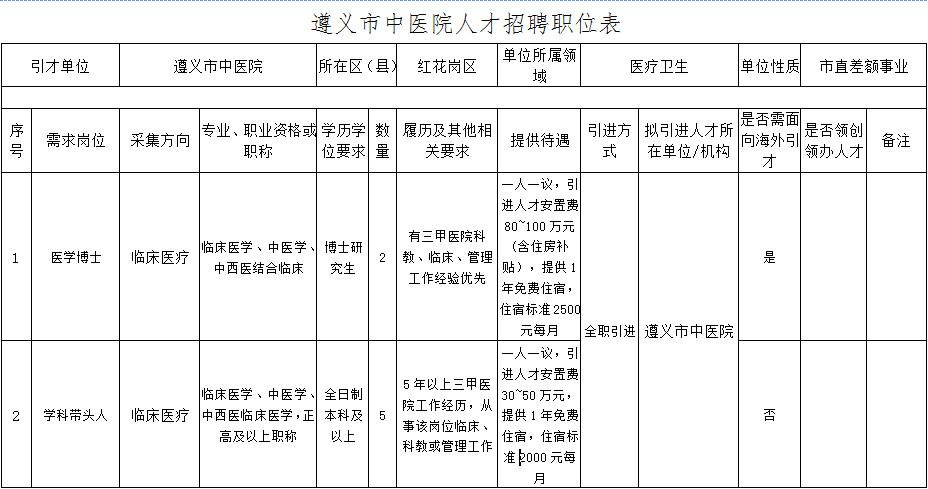 遵义市中医院人才招聘职位表
引才单位
遵义市中医院
所在区（县）
红花岗区
单位所属领
域
医疗卫生
单位性质
市直差额事业
序
号
需求岗位
采集方向
专业、职业资格或
职称
学历学
位要求
数
量
履历及其他相
关要求
提供待遇
引进方
式
拟引进人才所
在单位/机构
是否需面
向海外引
才
是否领创
领办人才
备注
1
医学博士
临床医疗
临床医学、中医学、
中西医结合临床
博士研
究生
2
有三甲医院科
教、临床、管理
工作经验优先
一人一议，引
进人才安置费
80~100万元
（含住房补
贴），提供1
年免费住宿，
住宿标准2500
元每月
全职引进
遵义市中医院
是
2
学科带头人
临床医疗
临床医学、中医学、
中西医临床医学，正
高及以上职称
全日制
本科及
以上
5
5年以上三甲医
院工作经历，从
事该岗位临床、
科教或管理工作
一人一议，引
进人才安置费
30~50万元，
提供1年免费
住宿，住宿标
准2000元每
月
否